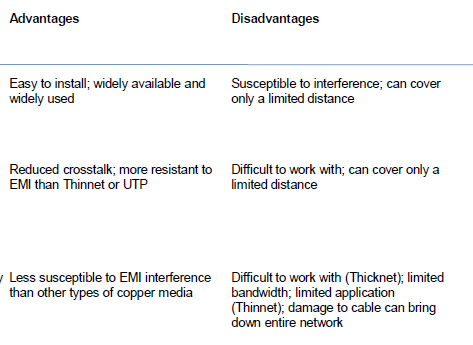 Advantages Disadvantages
Easy to install; widely available and Susceptible to interference; can cover
widely used only a limited distance
Reduced crosstalk; more resistant to Difficult to work with; can cover only a
EMI than Thinnet or UTP limited distance
y Less susceptible to EMI interference Difficult to work with (Thicknet); limited
than other types of copper media bandwidth; limited application
(Thinnet); damage to cable can bring
down entire network